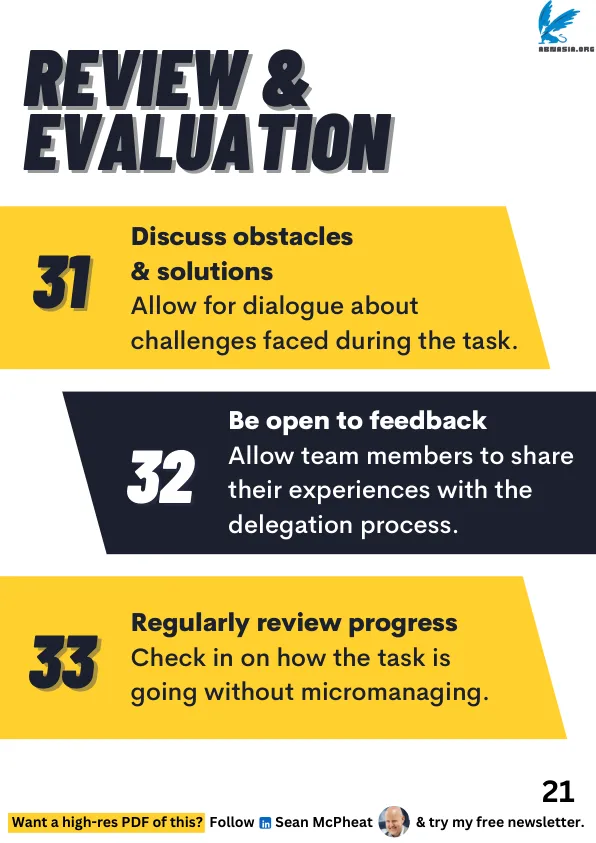 ABNASIA.ORG
REVIEW &
EVALUATION
31
Discuss obstacles
& solutions
Allow for dialogue about
challenges faced during the task.
32
Be open to feedback
Allow team members to share
their experiences with the
delegation process.
33
Regularly review progress
Check in on how the task is
going without micromanaging.
21
Want a high-res PDF of this? Follow in Sean McPheat & try my free newsletter.